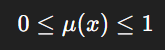 0 ≤ μ(x) ≤ 1